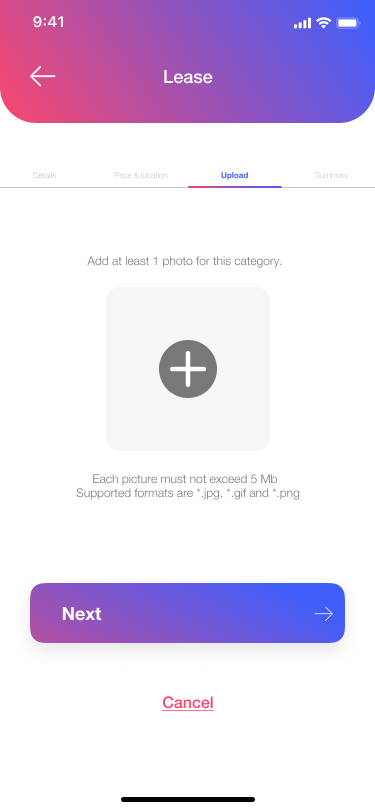 9:41
Lease
Details Price & location Upload Summary
Add at least 1 photo for this category.
Each picture must not exceed 5 Mb
Supported formats are *.jpg, *.gif and *.png
Next
Cancel